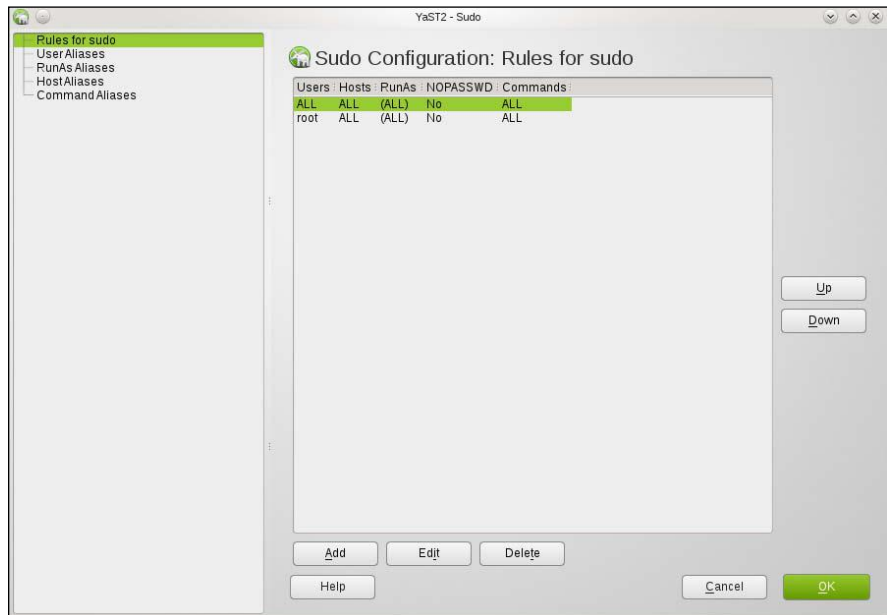 YaST2 - Sudo
Rules for sudo
User Aliases
RunAs Aliases
Host Aliases
Command Aliases
Sudo Configuration: Rules for sudo
Users Hosts RunAs NOPASSWD Commands
ALL ALL (ALL) No ALL
root ALL (ALL) No ALL
Up
Down
Add Edit Delete
Help Cancel OK